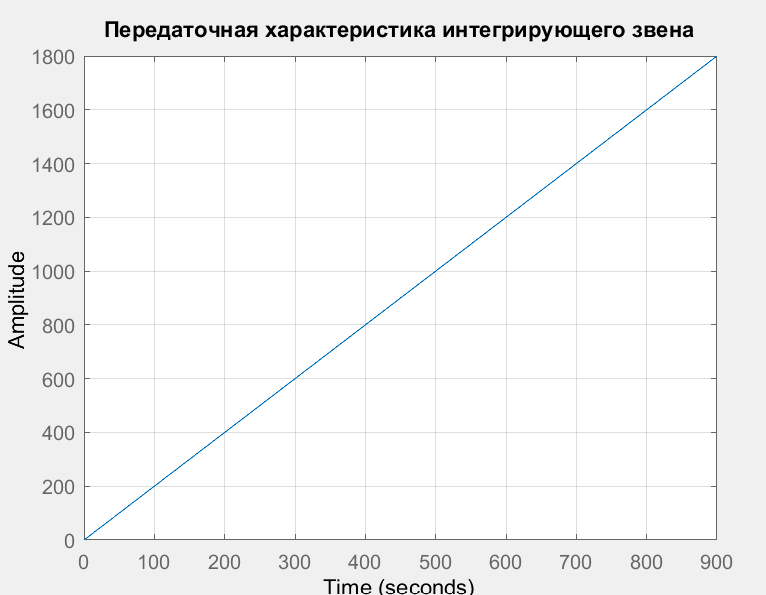 Передаточная характеристика интегрирующего звена
1800
1600
1400
1200
1000
800
600
400
200
0
Amplitude
0 100 200 300 400 500 600 700 800 900
Time (seconds)